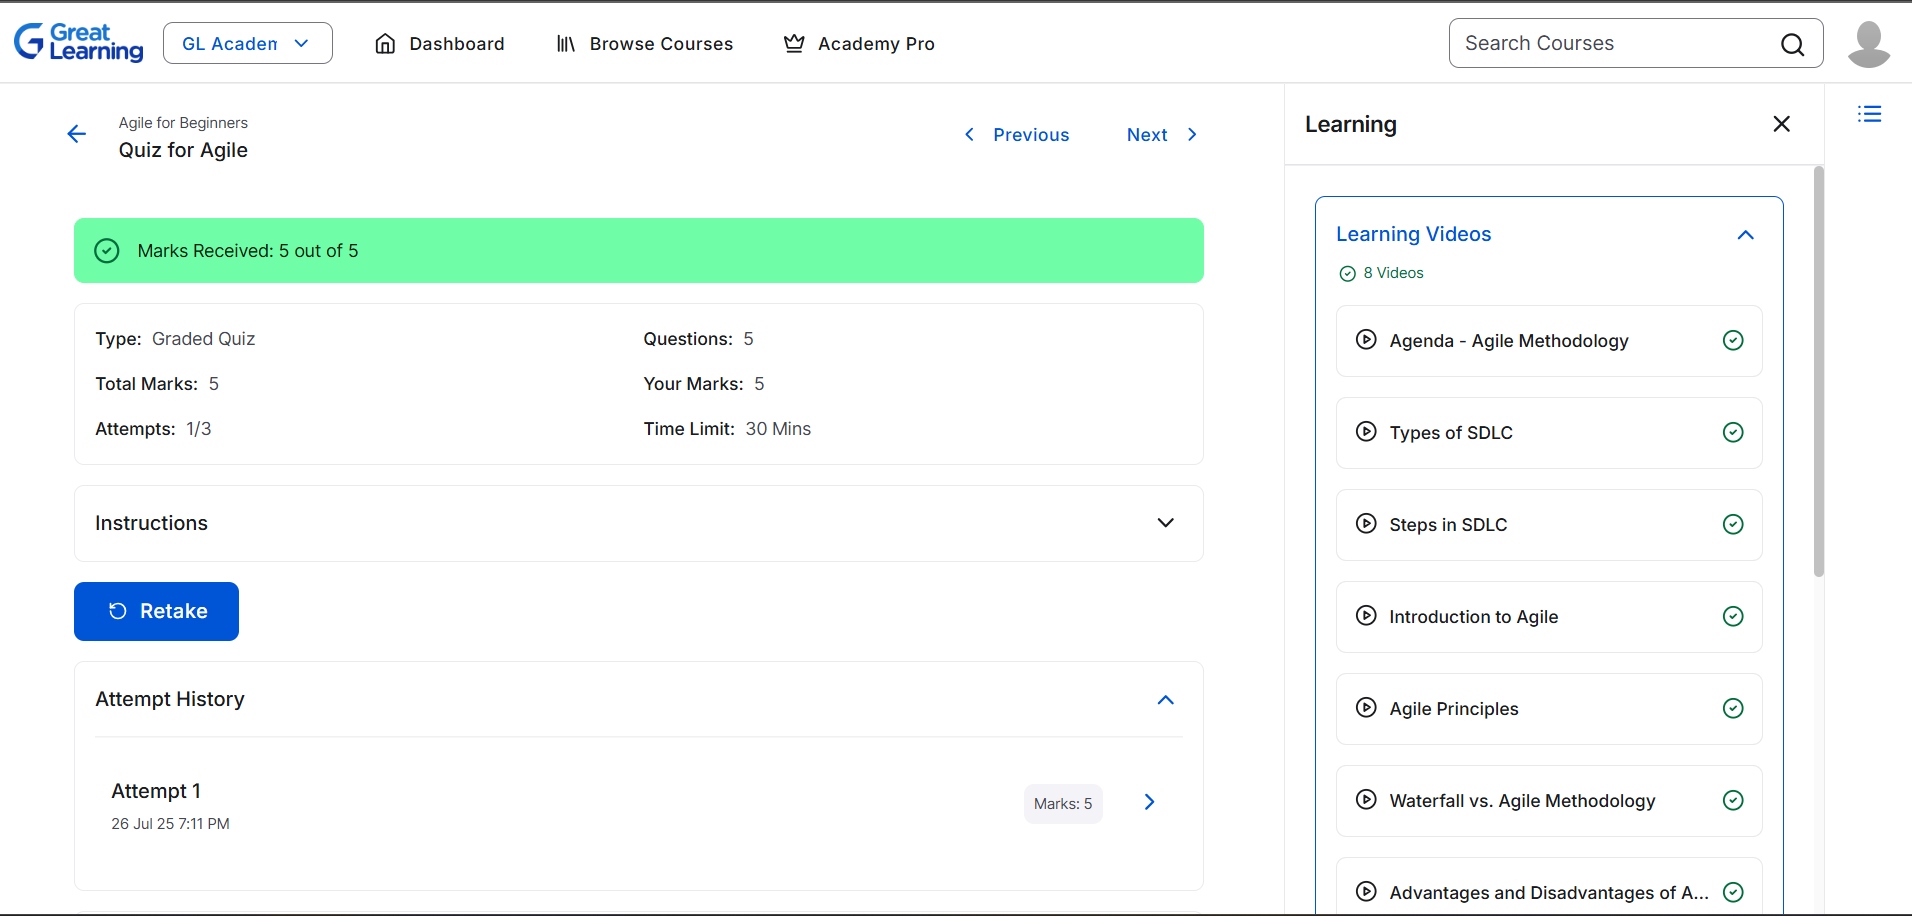 Great
Learning
GL Academ
Dashboard
Browse Courses
Academy Pro
Search Courses
Agile for Beginners
Quiz for Agile
Previous
Next
Marks Received: 5 out of 5
Type: Graded Quiz
Questions: 5
Total Marks: 5
Your Marks: 5
Attempts: 1/3
Time Limit: 30 Mins
Instructions
Retake
Attempt History
Attempt 1
26 Jul 25 7:11 PM
Marks: 5
Learning
Learning Videos
8 Videos
Agenda - Agile Methodology
Types of SDLC
Steps in SDLC
Introduction to Agile
Agile Principles
Waterfall vs. Agile Methodology
Advantages and Disadvantages of A...